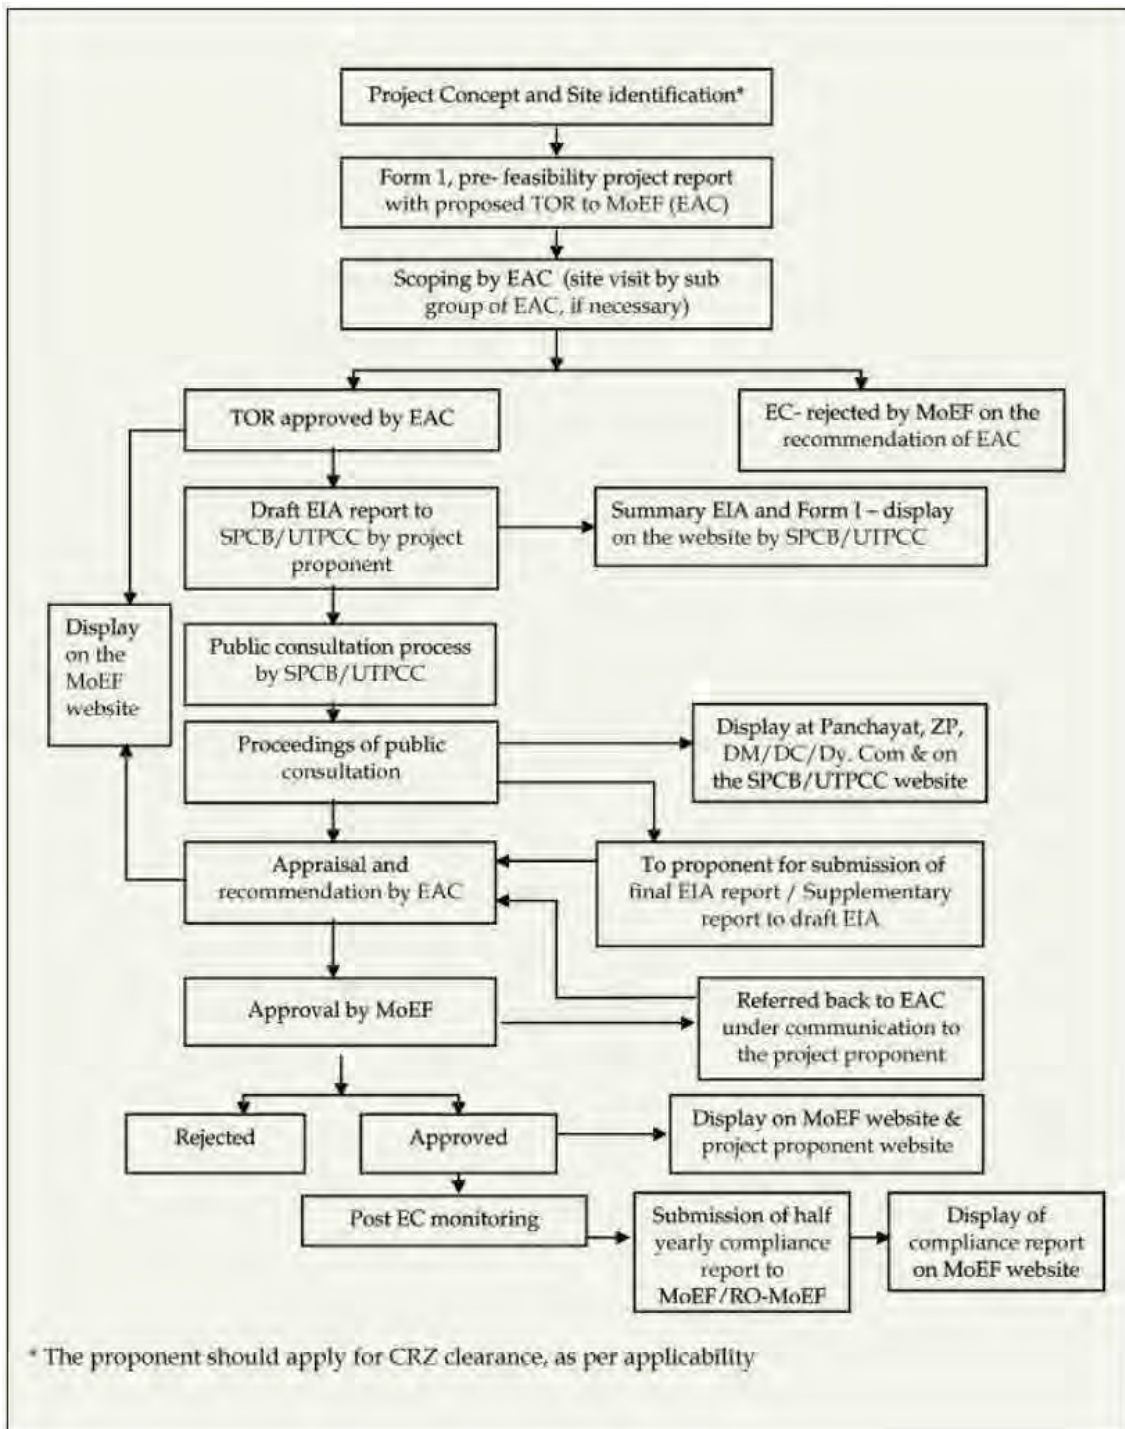 Project Concept and Site identification*
Form 1, pre- feasibility project report
with proposed TOR to MoEF (EAC)
Scoping by EAC (site visit by sub
group of EAC, if necessary)
TOR approved by EAC
EC- rejected by MoEF on the
recommendation of EAC
Draft EIA report to
SPCB/UTPCC by project
proponent
Summary EIA and Form I – display
on the website by SPCB/UTPCC
Display
on the
MoEF
website
Public consultation process
by SPCB/UTPCC
Proceedings of public
consultation
Display at Panchayat, ZP,
DM/DC/Dy. Com & on
the SPCB/UTPCC website
Appraisal and
recommendation by EAC
To proponent for submission of
final EIA report / Supplementary
report to draft EIA
Approval by MoEF
Referred back to EAC
under communication to
the project proponent
Rejected
Approved
Display on MoEF website &
project proponent website
Post EC monitoring
Submission of half
yearly compliance
report to
MoEF/RO-MoEF
Display of
compliance report
on MoEF website
* The proponent should apply for CRZ clearance, as per applicability